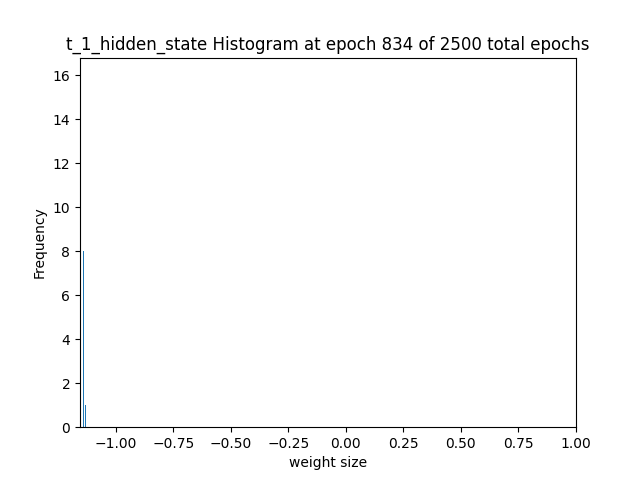 t_1_hidden_state Histogram at epoch 834 of 2500 total epochs
16
14
12
10
8
6
4
2
0
Frequency
−1.00 −0.75 −0.50 −0.25 0.00 0.25 0.50 0.75 1.00
weight size